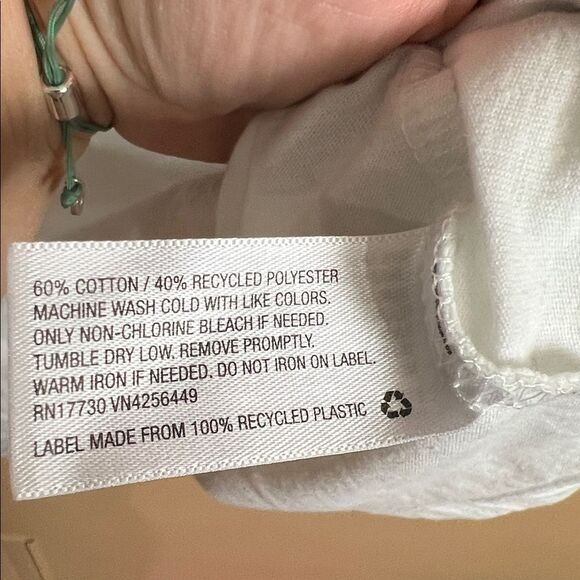 60% COTTON / 40% RECYCLED POLYESTER
MACHINE WASH COLD WITH LIKE COLORS.
ONLY NON-CHLORINE BLEACH IF NEEDED.
TUMBLE DRY LOW. REMOVE PROMPTLY.
WARM IRON IF NEEDED. DO NOT IRON ON LABEL.
RN17730 VN4256449
LABEL MADE FROM 100% RECYCLED PLASTIC